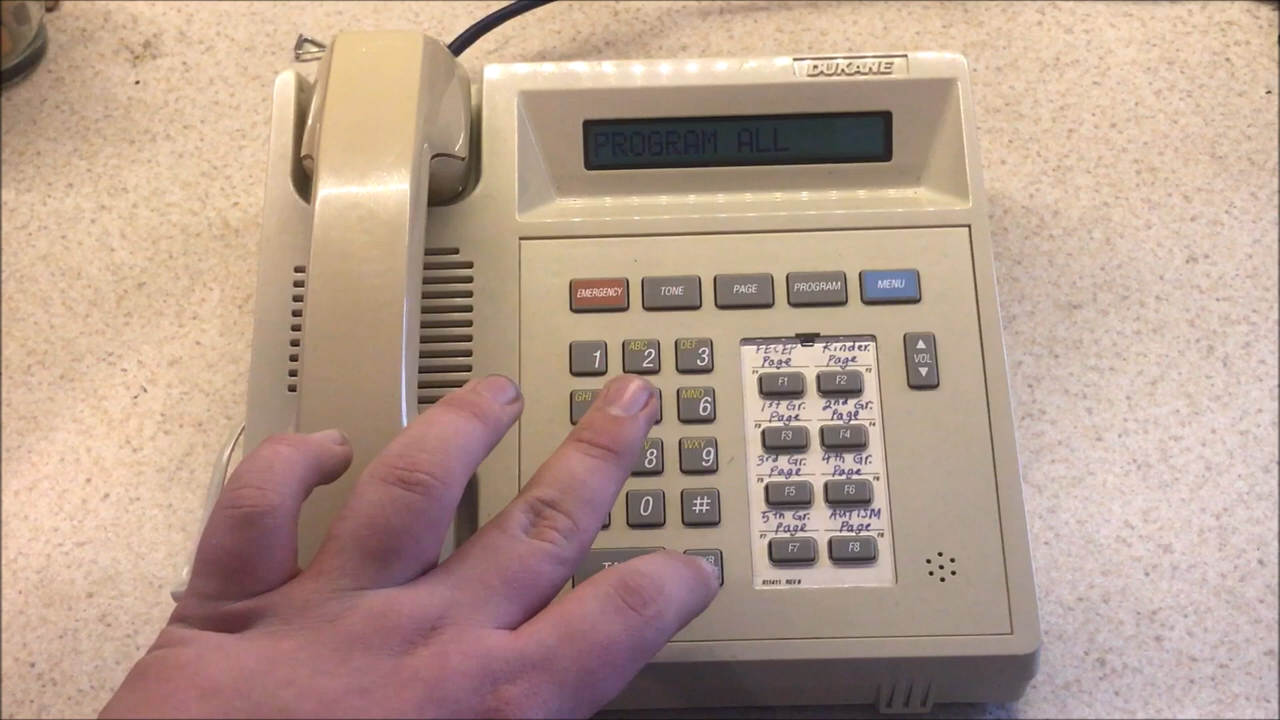 DUKANE
PROGRAM ALL
EMERGENCY TONE PAGE PROGRAM MENU
1 ABC 2 DEF 3
GHI MNO 6
8 WXY 9
0 #
VOL
FECEP Page Kinder. Page
F1 F2
1st Gr. Page 2nd Gr. Page
F3 F4
3rd Gr. Page 4th Gr. Page
F5 F6
5th Gr. Page AUTISM Page
F7 F8